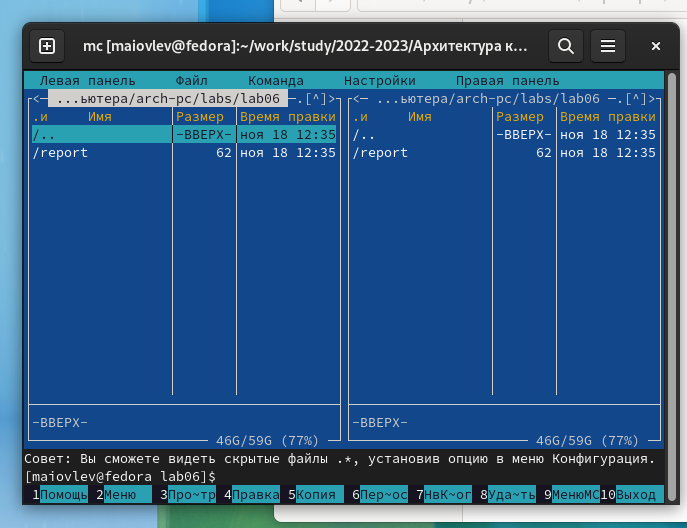 mc [maiovlev@fedora]:~/work/study/2022-2023/Архитектура к...
Левая панель Файл Команда Настройки Правая панель
<─ ...ьютера/arch-pc/labs/lab06 ─.[^]> <─ ...ьютера/arch-pc/labs/lab06 ─.[^]>
.и Имя Размер Время правки .и Имя Размер Время правки
/.. -ВВЕРХ- ноя 18 12:35 /.. -ВВЕРХ- ноя 18 12:35
/report 62 ноя 18 12:35 /report 62 ноя 18 12:35
-ВВЕРХ- -ВВЕРХ-
46G/59G (77%) 46G/59G (77%)
Совет: Вы сможете видеть скрытые файлы .*, установив опцию в меню Конфигурация.
[maiovlev@fedora lab06]$
1Помощь 2Меню 3Про~тр 4Правка 5Копия 6Пер~ос 7НвК~ог 8Уда~ть 9МенюMC 10Выход